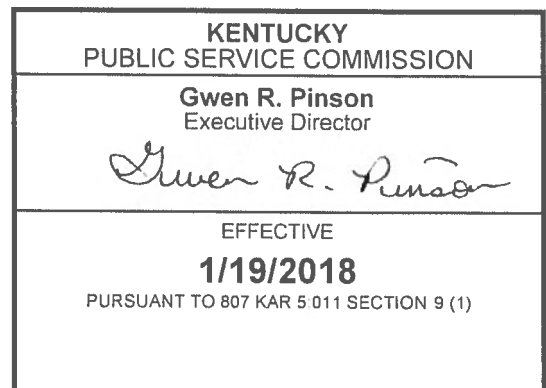 KENTUCKY
PUBLIC SERVICE COMMISSION
Gwen R. Pinson
Executive Director
Gwen R. Pinson
EFFECTIVE
1/19/2018
PURSUANT TO 807 KAR 5:011 SECTION 9 (1)